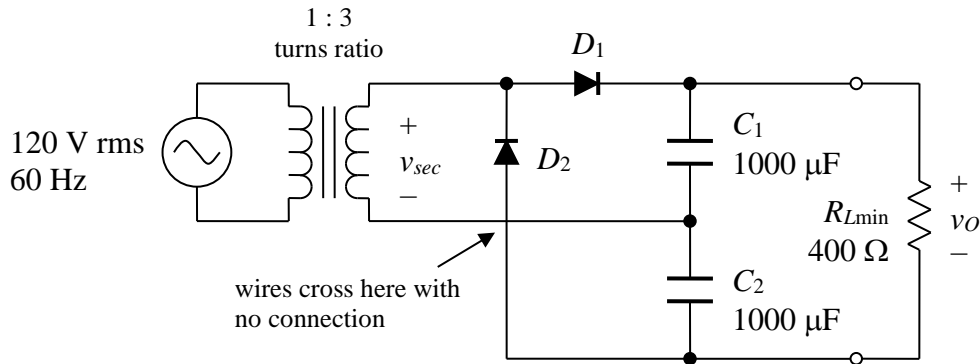 1 : 3
turns ratio
120 V rms
60 Hz
+
vsec
–
D1
D2
C1
1000 μF
C2
1000 μF
RLmin
400 Ω
+
vO
–
wires cross here with
no connection